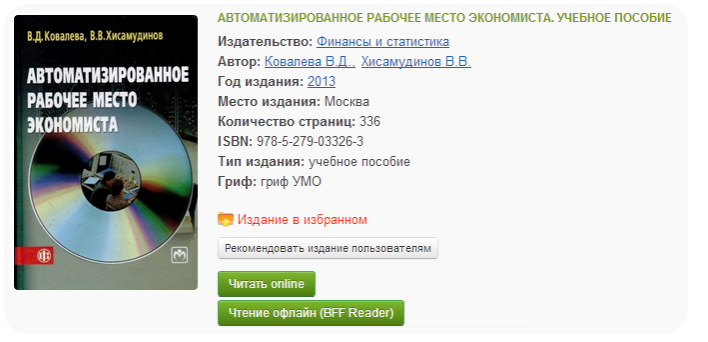 В.Д.Ковалева, В.В.Хисамудинов
АВТОМАТИЗИРОВАННОЕ
РАБОЧЕЕ МЕСТО
ЭКОНОМИСТА
АВТОМАТИЗИРОВАННОЕ РАБОЧЕЕ МЕСТО ЭКОНОМИСТА. УЧЕБНОЕ ПОСОБИЕ
Издательство: Финансы и статистика
Автор: Ковалева В.Д., Хисамудинов В.В.
Год издания: 2013
Место издания: Москва
Количество страниц: 336
ISBN: 978-5-279-03326-3
Тип издания: учебное пособие
Гриф: гриф УМО
Издание в избранном
Рекомендовать издание пользователям
Читать online
Чтение офлайн (BFF Reader)